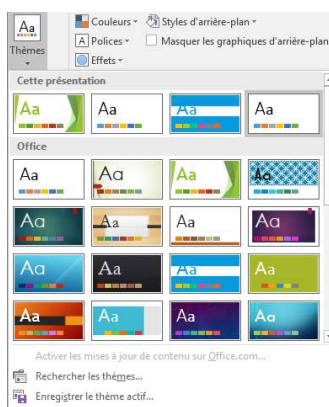 Aa Couleurs Styles d'arrière-plan
A Polices Masquer les graphiques d'arrière-plan
Thèmes
Effets
Cette présentation
Aa Aa Aa Aa
Office
Aa Aa Aa Aa
Aa Aa Aa Aa
Aa Aa Aa Aa
Aa Aa Aa Aa
Activer les mises à jour de contenu sur Office.com...
Rechercher les thèmes...
Enregistrer le thème actif...